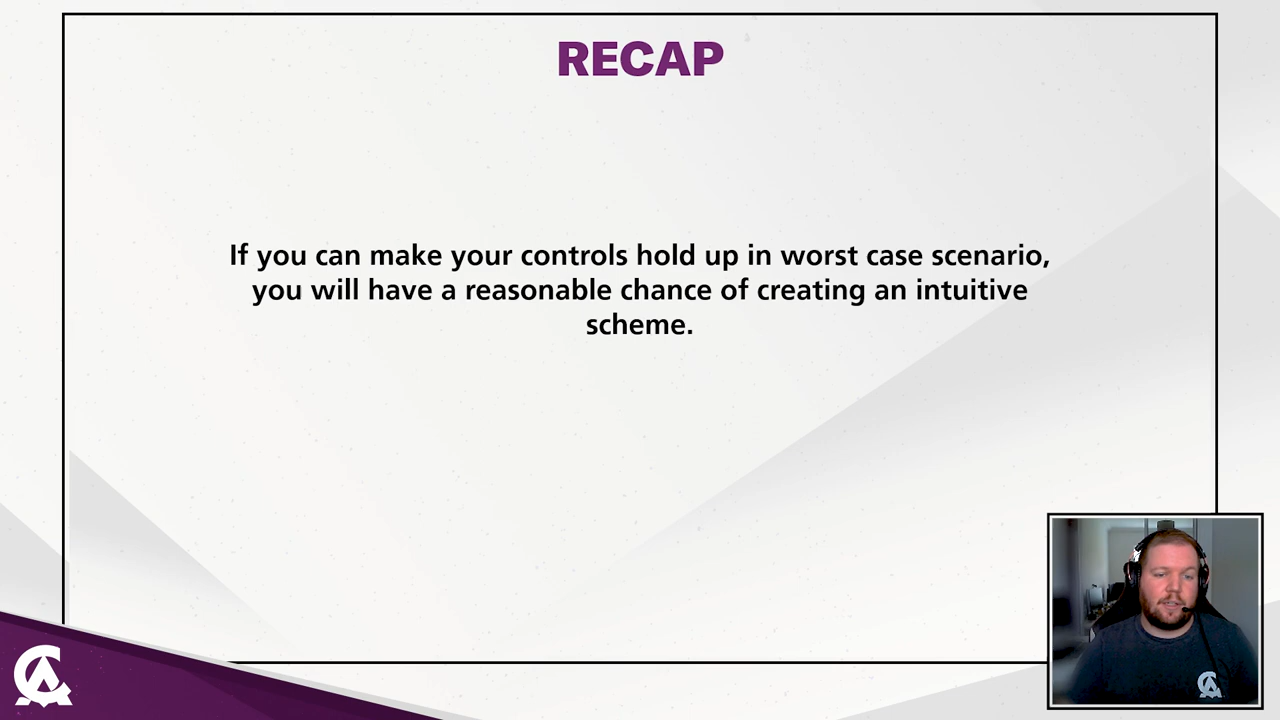 RECAP
If you can make your controls hold up in worst case scenario,
you will have a reasonable chance of creating an intuitive
scheme.